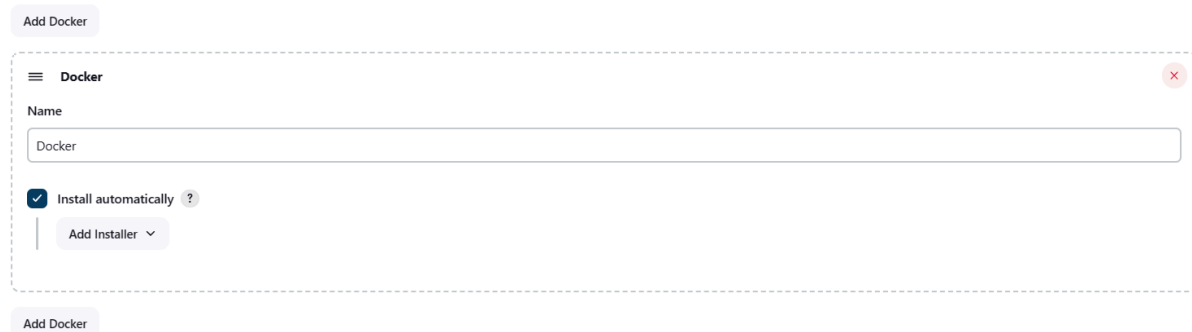 Add Docker
Docker
Name
Docker
Install automatically ?
Add Installer
Add Docker